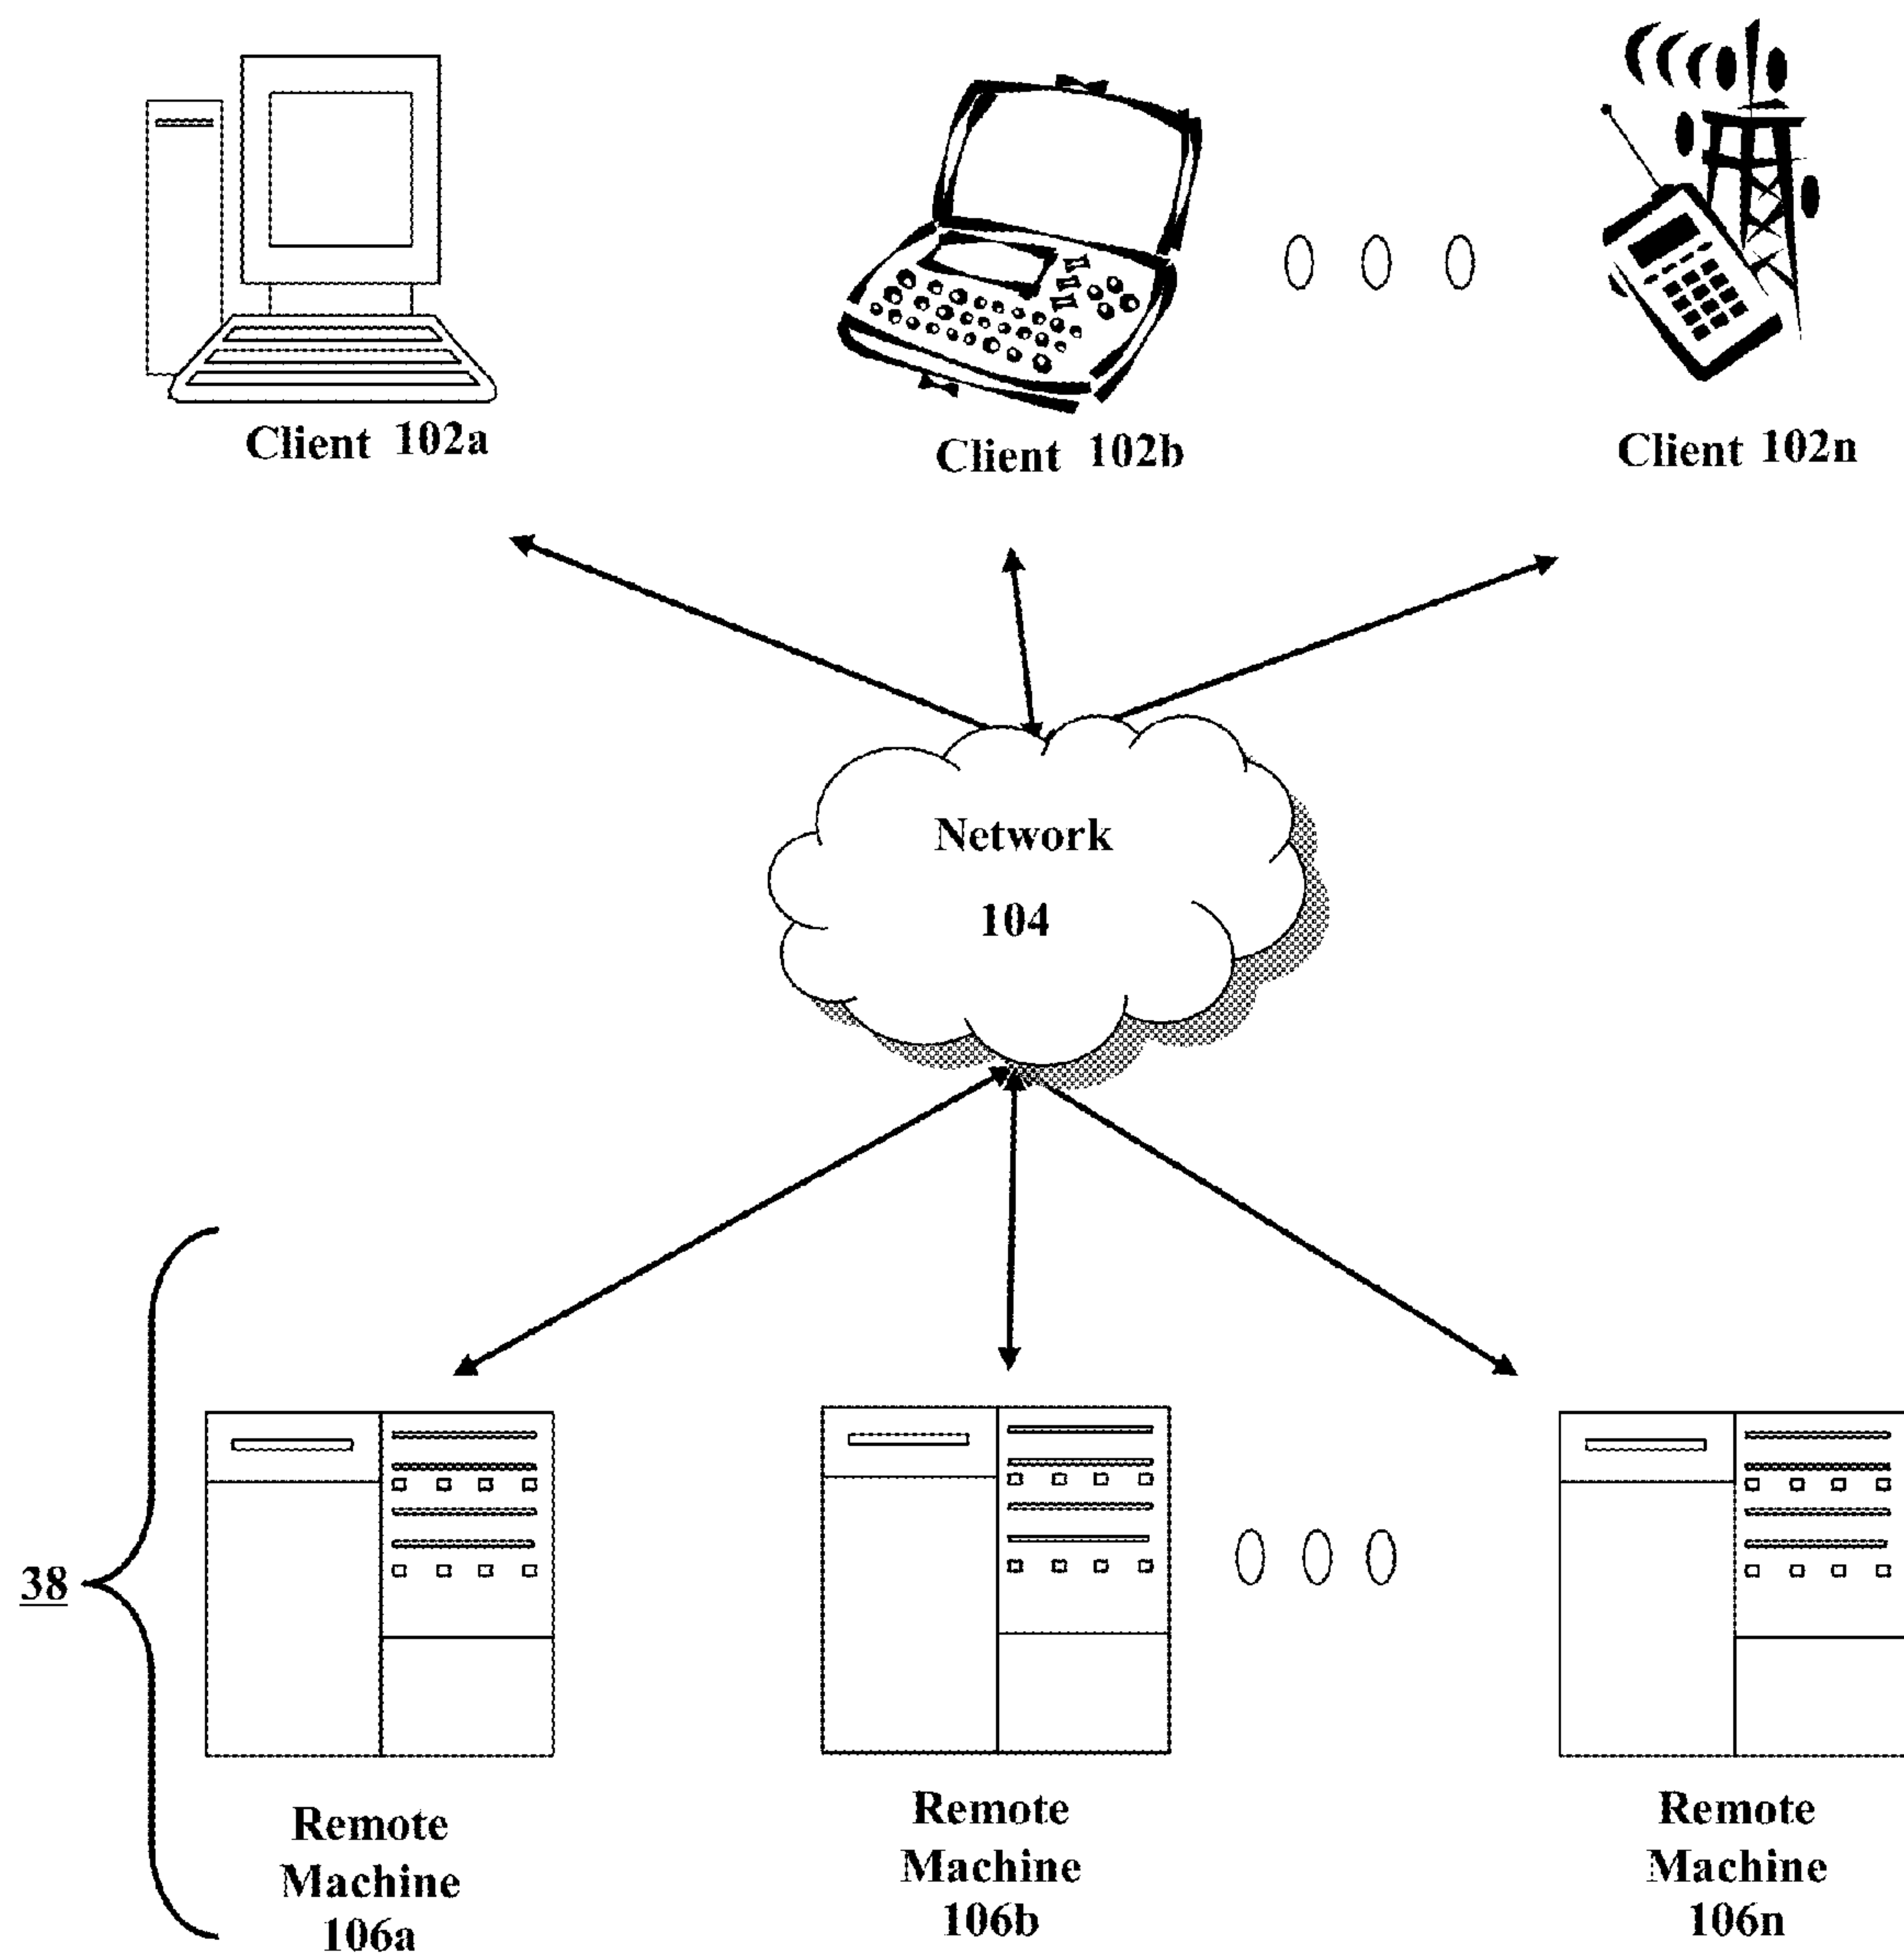 Client 102a
Client 102b
Client 102n
Network
104
38
Remote
Machine
106a
Remote
Machine
106b
Remote
Machine
106n